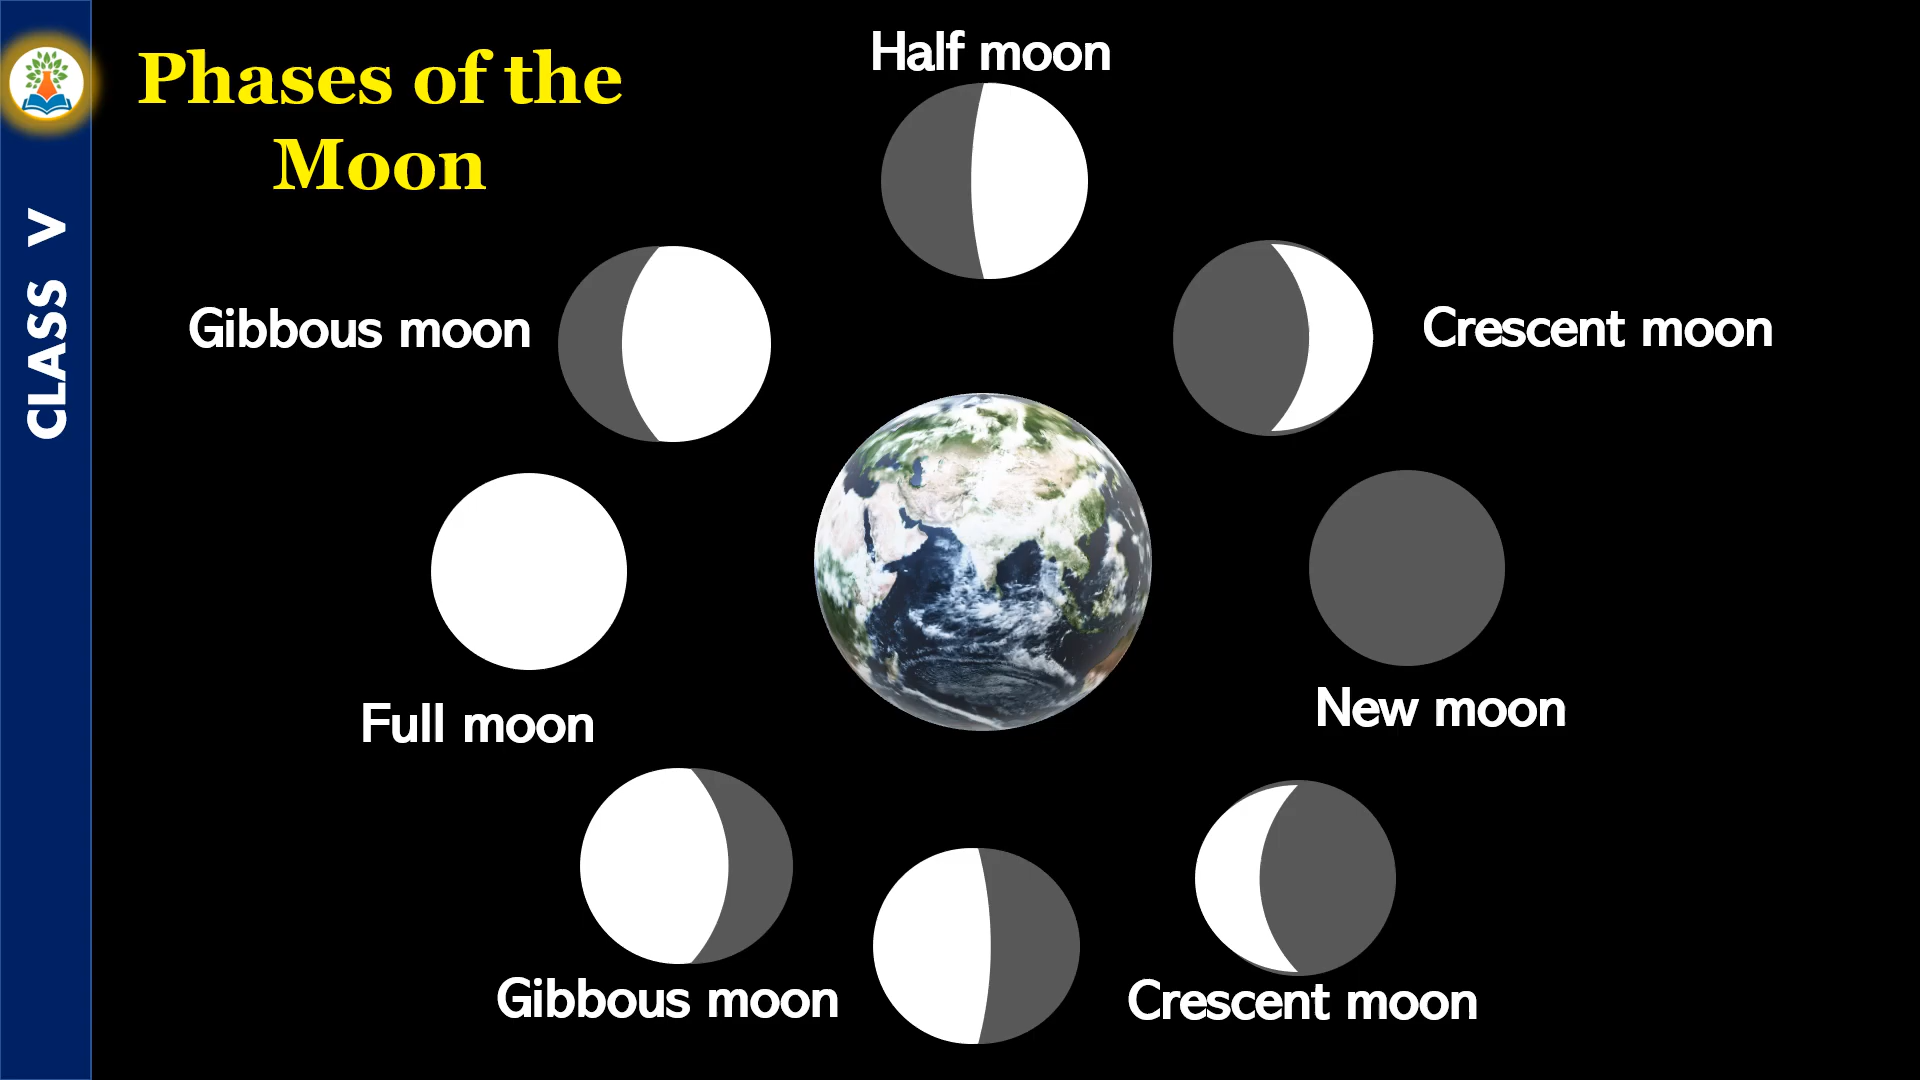 CLASS V
Phases of the
Moon
Half moon
Gibbous moon
Crescent moon
Full moon
New moon
Gibbous moon
Crescent moon